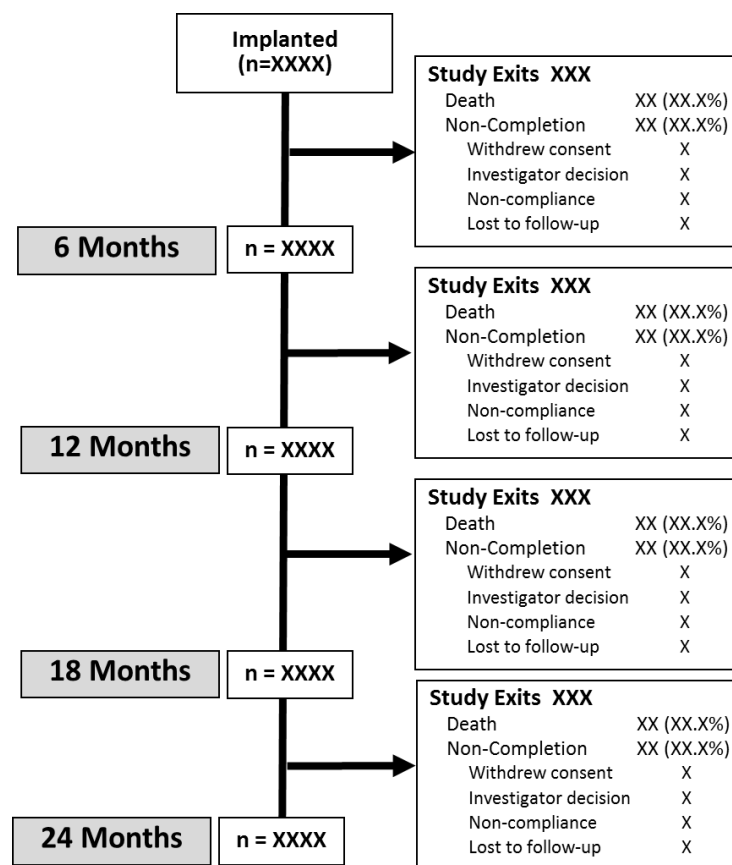 Implanted
(n=XXXX)
Study Exits XXX
Death XX (XX.X%)
Non-Completion XX (XX.X%)
Withdrew consent X
Investigator decision X
Non-compliance X
Lost to follow-up X
6 Months n = XXXX
Study Exits XXX
Death XX (XX.X%)
Non-Completion XX (XX.X%)
Withdrew consent X
Investigator decision X
Non-compliance X
Lost to follow-up X
12 Months n = XXXX
Study Exits XXX
Death XX (XX.X%)
Non-Completion XX (XX.X%)
Withdrew consent X
Investigator decision X
Non-compliance X
Lost to follow-up X
18 Months n = XXXX
Study Exits XXX
Death XX (XX.X%)
Non-Completion XX (XX.X%)
Withdrew consent X
Investigator decision X
Non-compliance X
Lost to follow-up X
24 Months n = XXXX